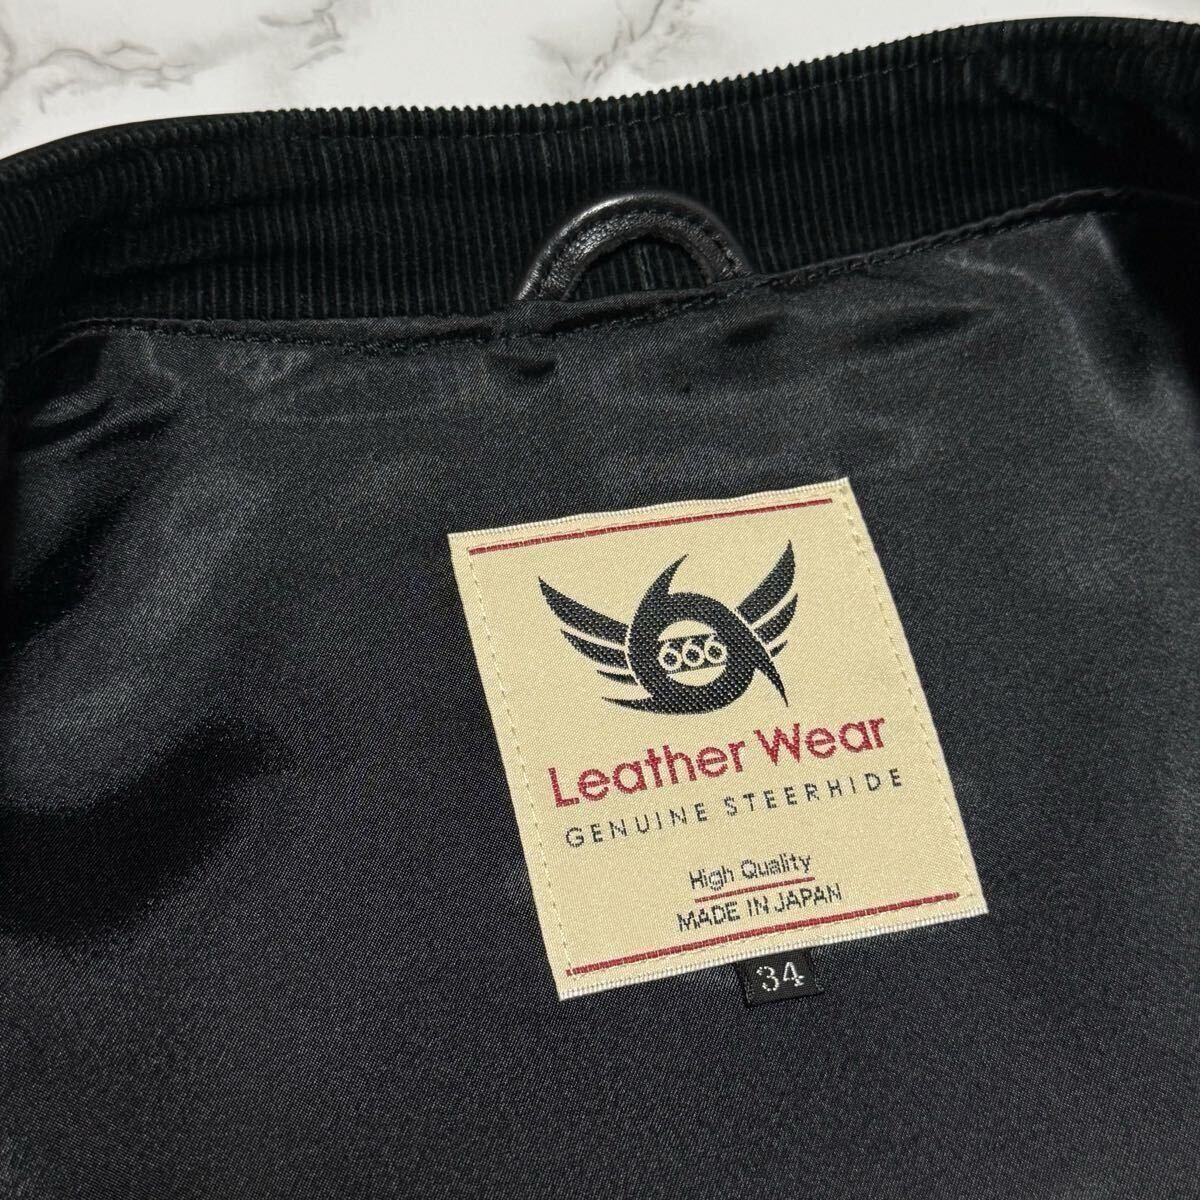 666
Leather Wear
GENUINE STEERHIDE
High Quality
MADE IN JAPAN
34